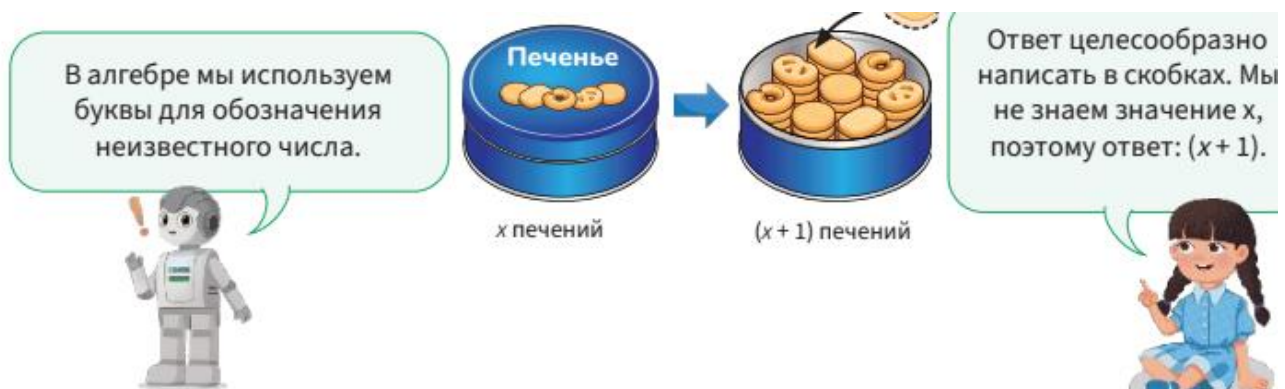 В алгебре мы используем
буквы для обозначения
неизвестного числа.
Печенье
x печений
(x + 1) печений
Ответ целесообразно
написать в скобках. Мы
не знаем значение x,
поэтому ответ: (x + 1).